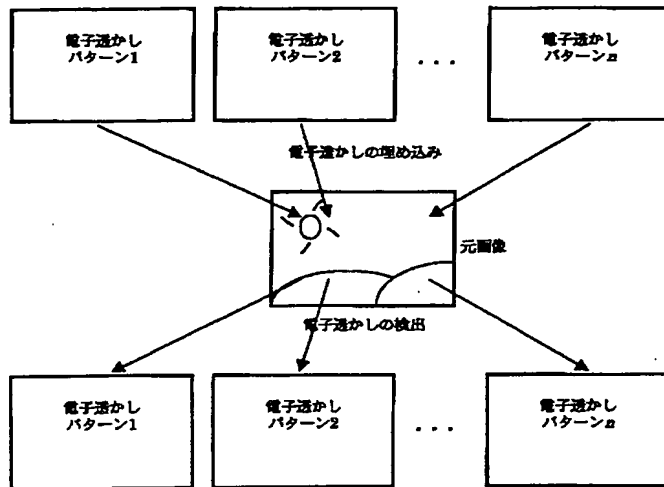 電子透かし
パターン1
電子透かし
パターン2
. . .
電子透かし
パターンn
電子透かしの埋め込み
元画像
電子透かしの検出
電子透かし
パターン1
電子透かし
パターン2
. . .
電子透かし
パターンn